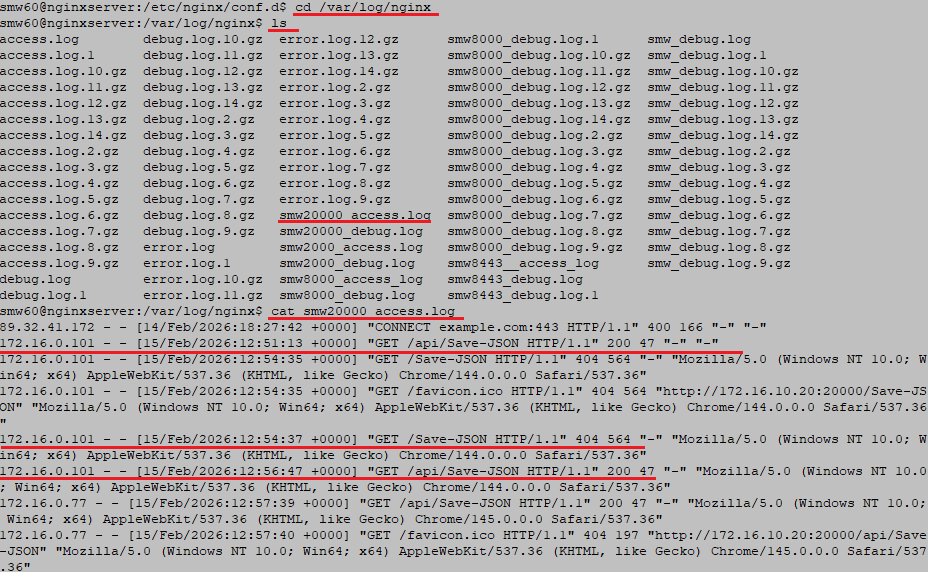 smw60@nginxserver:/etc/nginx/conf.d$ cd /var/log/nginx
smw60@nginxserver:/var/log/nginx$ ls
access.log debug.log.10.gz error.log.12.gz smw8000_debug.log.1 smw_debug.log
access.log.1 debug.log.11.gz error.log.13.gz smw8000_debug.log.10.gz smw_debug.log.1
access.log.10.gz debug.log.12.gz error.log.14.gz smw8000_debug.log.11.gz smw_debug.log.10.gz
access.log.11.gz debug.log.13.gz error.log.2.gz smw8000_debug.log.12.gz smw_debug.log.11.gz
access.log.12.gz debug.log.14.gz error.log.3.gz smw8000_debug.log.13.gz smw_debug.log.12.gz
access.log.13.gz debug.log.2.gz error.log.4.gz smw8000_debug.log.14.gz smw_debug.log.13.gz
access.log.14.gz debug.log.3.gz error.log.5.gz smw8000_debug.log.2.gz smw_debug.log.14.gz
access.log.2.gz debug.log.4.gz error.log.6.gz smw8000_debug.log.3.gz smw_debug.log.2.gz
access.log.3.gz debug.log.5.gz error.log.7.gz smw8000_debug.log.4.gz smw_debug.log.3.gz
access.log.4.gz debug.log.6.gz error.log.8.gz smw8000_debug.log.5.gz smw_debug.log.4.gz
access.log.5.gz debug.log.7.gz error.log.9.gz smw8000_debug.log.6.gz smw_debug.log.5.gz
access.log.6.gz debug.log.8.gz smw20000_access.log smw8000_debug.log.7.gz smw_debug.log.6.gz
access.log.7.gz debug.log.9.gz smw20000_debug.log smw8000_debug.log.8.gz smw_debug.log.7.gz
access.log.8.gz error.log smw2000_access.log smw8000_debug.log.9.gz smw_debug.log.8.gz
access.log.9.gz error.log.1 smw2000_debug.log smw8443__access_log smw_debug.log.9.gz
debug.log error.log.10.gz smw8000_access_log smw8443_debug.log
debug.log.1 error.log.11.gz smw8000_debug.log smw8443_debug.log.1
smw60@nginxserver:/var/log/nginx$ cat smw20000_access.log
89.32.41.172 - - [14/Feb/2026:18:27:42 +0000] "CONNECT example.com:443 HTTP/1.1" 400 166 "-" "-"
172.16.0.101 - - [15/Feb/2026:12:51:13 +0000] "GET /api/Save-JSON HTTP/1.1" 200 47 "-" "-"
172.16.0.101 - - [15/Feb/2026:12:54:35 +0000] "GET /Save-JSON HTTP/1.1" 404 564 "-" "Mozilla/5.0 (Windows NT 10.0; W
in64; x64) AppleWebKit/537.36 (KHTML, like Gecko) Chrome/144.0.0.0 Safari/537.36"
172.16.0.101 - - [15/Feb/2026:12:54:35 +0000] "GET /favicon.ico HTTP/1.1" 404 564 "http://172.16.10.20:20000/Save-JS
ON" "Mozilla/5.0 (Windows NT 10.0; Win64; x64) AppleWebKit/537.36 (KHTML, like Gecko) Chrome/144.0.0.0 Safari/537.36
"
172.16.0.101 - - [15/Feb/2026:12:54:37 +0000] "GET /Save-JSON HTTP/1.1" 404 564 "-" "Mozilla/5.0 (Windows NT 10.0; W
in64; x64) AppleWebKit/537.36 (KHTML, like Gecko) Chrome/144.0.0.0 Safari/537.36"
172.16.0.101 - - [15/Feb/2026:12:56:47 +0000] "GET /api/Save-JSON HTTP/1.1" 200 47 "-" "Mozilla/5.0 (Windows NT 10.0
; Win64; x64) AppleWebKit/537.36 (KHTML, like Gecko) Chrome/144.0.0.0 Safari/537.36"
172.16.0.77 - - [15/Feb/2026:12:57:39 +0000] "GET /api/Save-JSON HTTP/1.1" 200 47 "-" "Mozilla/5.0 (Windows NT 10.0;
Win64; x64) AppleWebKit/537.36 (KHTML, like Gecko) Chrome/145.0.0.0 Safari/537.36"
172.16.0.77 - - [15/Feb/2026:12:57:40 +0000] "GET /favicon.ico HTTP/1.1" 404 197 "http://172.16.10.20:20000/api/Save
-JSON" "Mozilla/5.0 (Windows NT 10.0; Win64; x64) AppleWebKit/537.36 (KHTML, like Gecko) Chrome/145.0.0.0 Safari/537
.36"